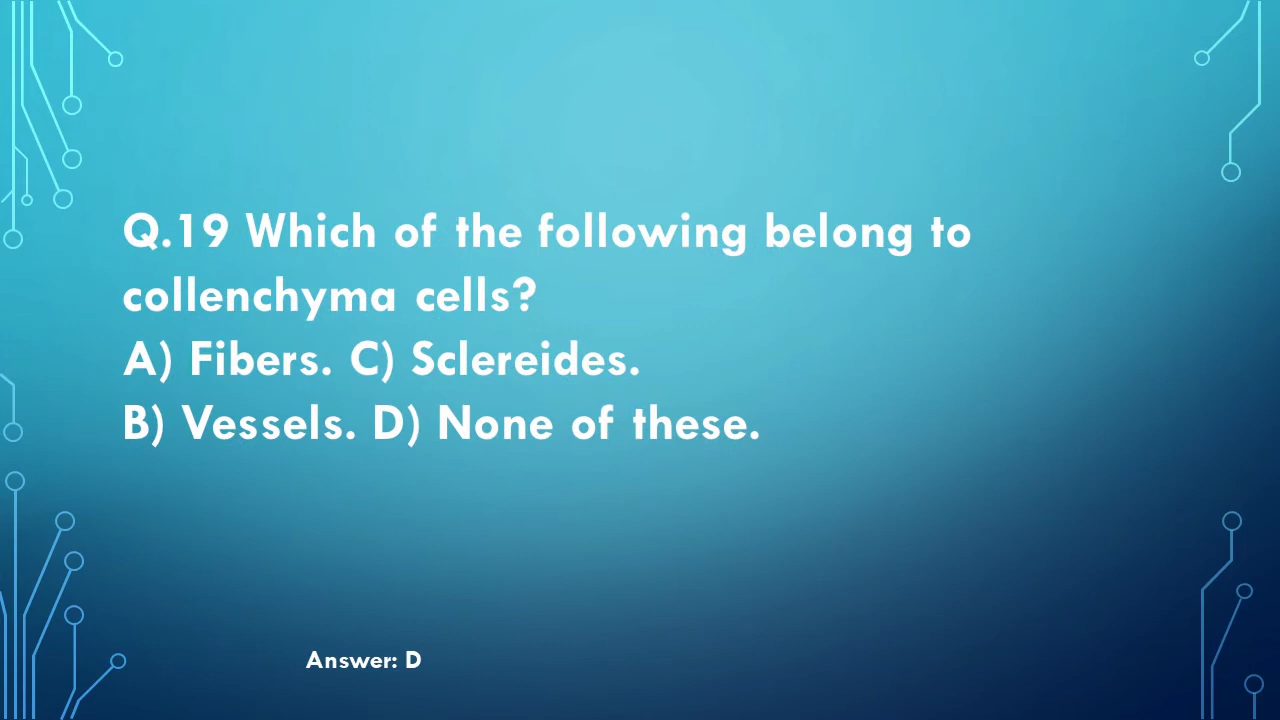 Q.19 Which of the following belong to
collenchyma cells?
A) Fibers. C) Sclereides.
B) Vessels. D) None of these.
Answer: D